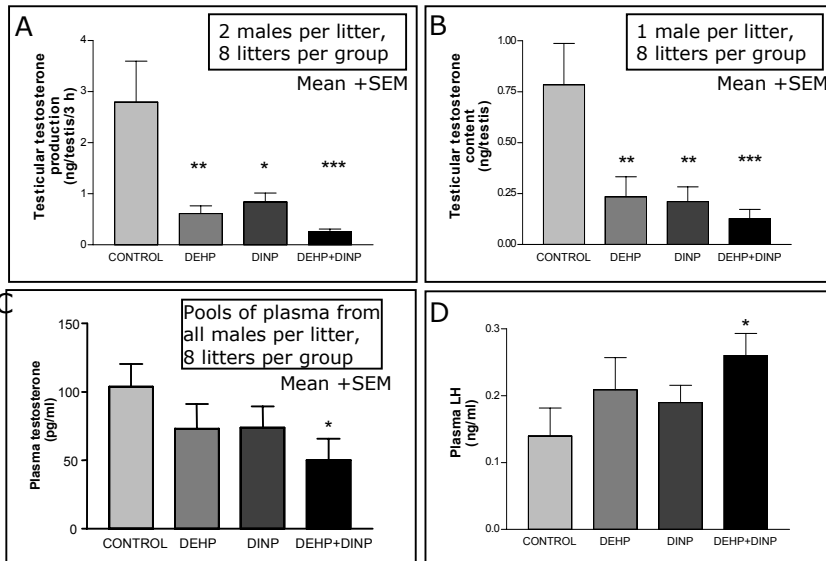 A
2 males per litter,
8 litters per group
Mean +SEM
Testicular testosterone
production
(ng/testis/3 h)
4
3
2
1
0
**
*
***
CONTROL DEHP DINP DEHP+DINP
B
1 male per litter,
8 litters per group
Mean +SEM
Testicular testosterone
content
(ng/testis)
1.00
0.75
0.50
0.25
0.00
**
**
***
CONTROL DEHP DINP DEHP+DINP
C
Pools of plasma from
all males per litter,
8 litters per group
Mean +SEM
Plasma testosterone
(pg/ml)
150
100
50
0
*
CONTROL DEHP DINP DEHP+DINP
D
Plasma LH
(ng/ml)
0.3
0.2
0.1
0.0
*
CONTROL DEHP DINP DEHP+DINP